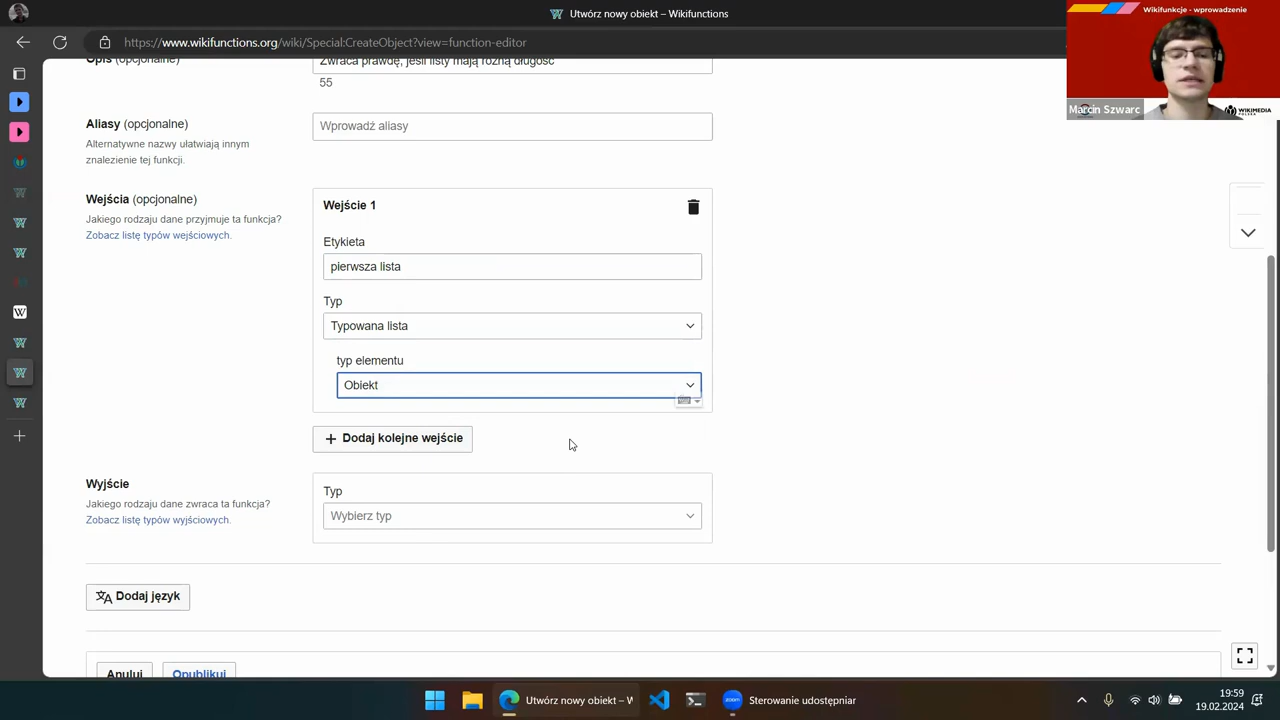 Utwórz nowy obiekt – Wikifunctions
https://www.wikifunctions.org/wiki/Special:CreateObject?view=function-editor
Wikifunkcje - wprowadzenie
Marcin Szwarc
WIKIMEDIA
POLSKA
Opis (opcjonalne)
Zwraca prawdę, jeśli listy mają różną długość
55
Aliasy (opcjonalne)
Alternatywne nazwy ułatwiają innym
znalezienie tej funkcji.
Wprowadź aliasy
Wejścia (opcjonalne)
Jakiego rodzaju dane przyjmuje ta funkcja?
Zobacz listę typów wejściowych.
Wejście 1
Etykieta
pierwsza lista
Typ
Typowana lista
typ elementu
Obiekt
Dodaj kolejne wejście
Wyjście
Jakiego rodzaju dane zwraca ta funkcja?
Zobacz listę typów wyjściowych.
Typ
Wybierz typ
Dodaj język
Anuluj
Opublikuj
Utwórz nowy obiekt – W
zoom
Sterowanie udostępniar
19:59
19.02.2024